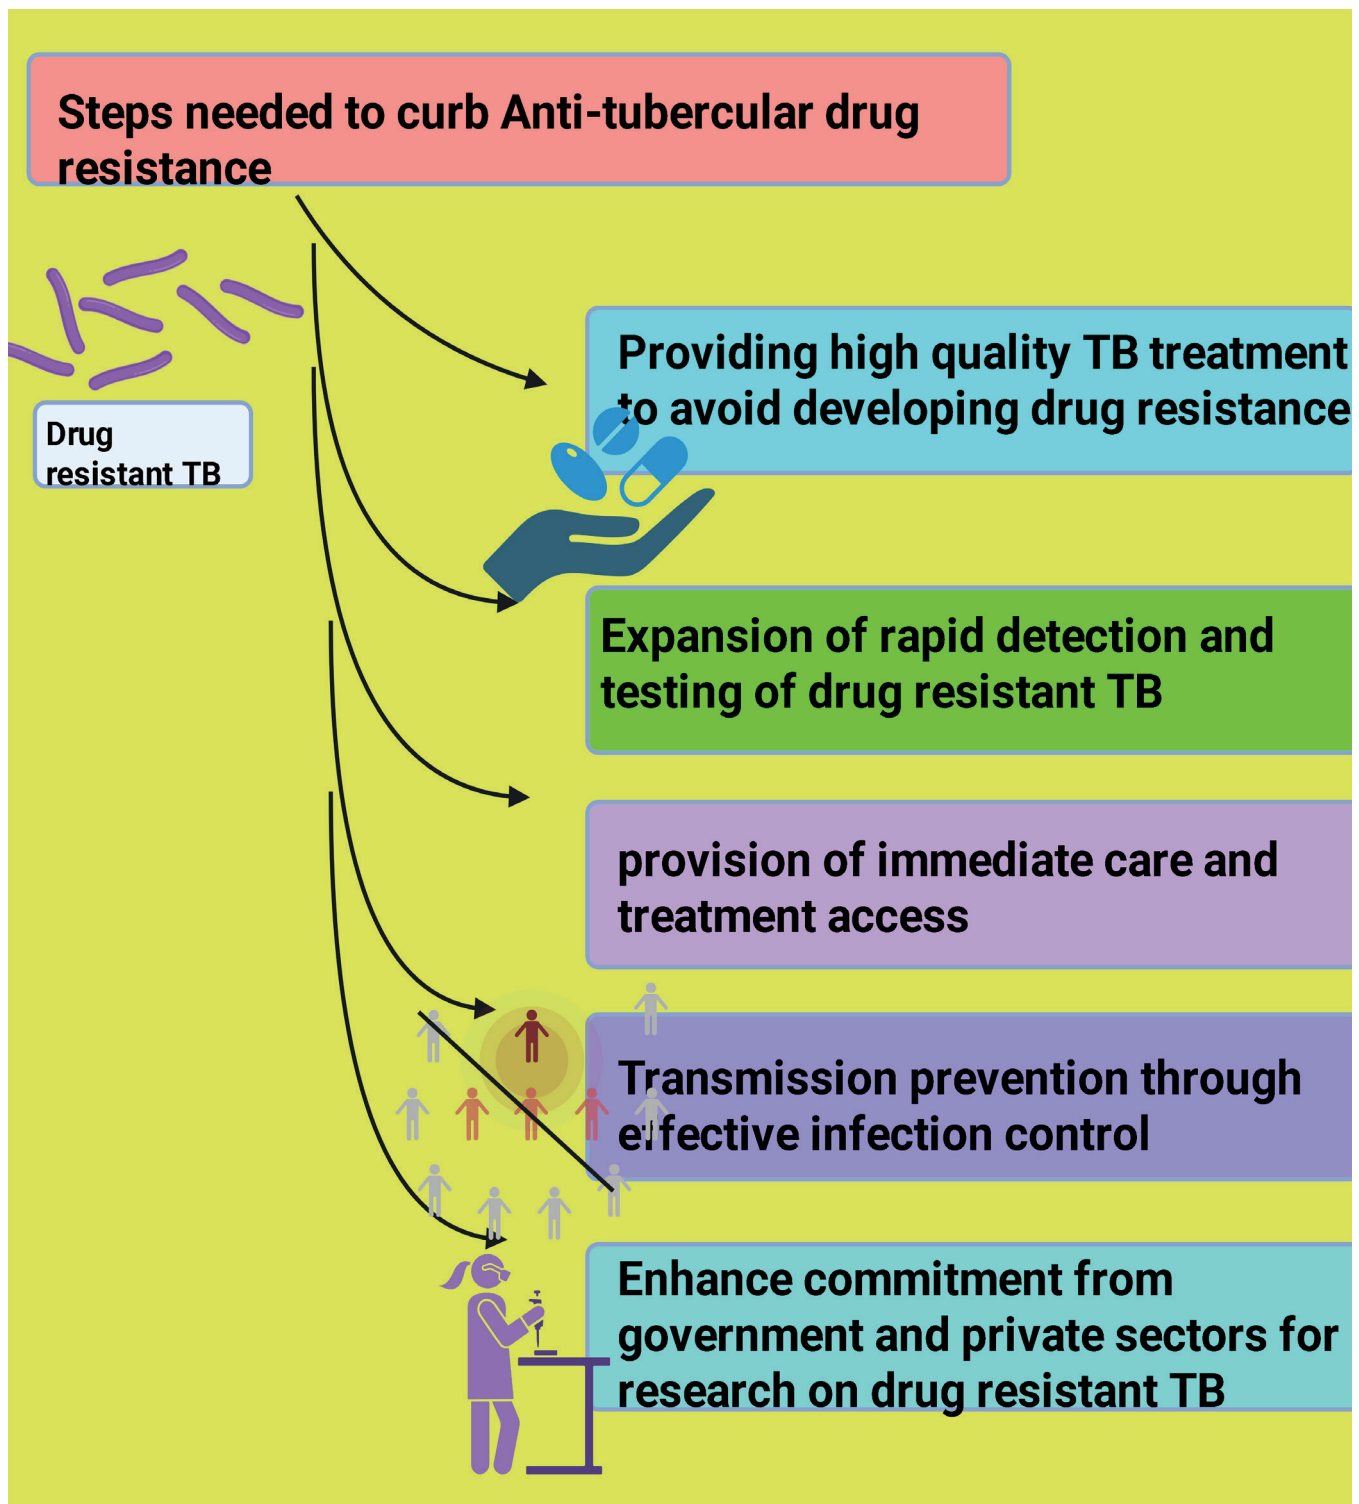 Steps needed to curb Anti-tubercular drug
resistance
Drug
resistant TB
Providing high quality TB treatment
to avoid developing drug resistance
Expansion of rapid detection and
testing of drug resistant TB
provision of immediate care and
treatment access
Transmission prevention through
effective infection control
Enhance commitment from
government and private sectors for
research on drug resistant TB